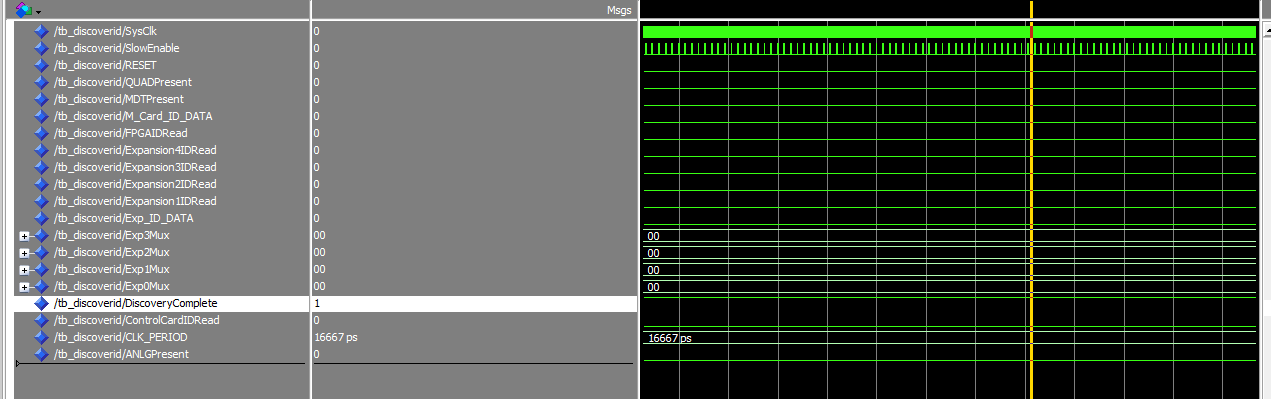 Msgs
/tb_discoverid/SysClk 0
/tb_discoverid/SlowEnable 0
/tb_discoverid/RESET 0
/tb_discoverid/QUADPresent 0
/tb_discoverid/MDTPresent 0
/tb_discoverid/M_Card_ID_DATA 0
/tb_discoverid/FPGAIDRead 0
/tb_discoverid/Expansion4IDRead 0
/tb_discoverid/Expansion3IDRead 0
/tb_discoverid/Expansion2IDRead 0
/tb_discoverid/Expansion1IDRead 0
/tb_discoverid/Exp_ID_DATA 0
/tb_discoverid/Exp3Mux 00 00
/tb_discoverid/Exp2Mux 00 00
/tb_discoverid/Exp1Mux 00 00
/tb_discoverid/Exp0Mux 00 00
/tb_discoverid/DiscoveryComplete 1
/tb_discoverid/ControlCardIDRead 0
/tb_discoverid/CLK_PERIOD 16667 ps 16667 ps
/tb_discoverid/ANLGPresent 0